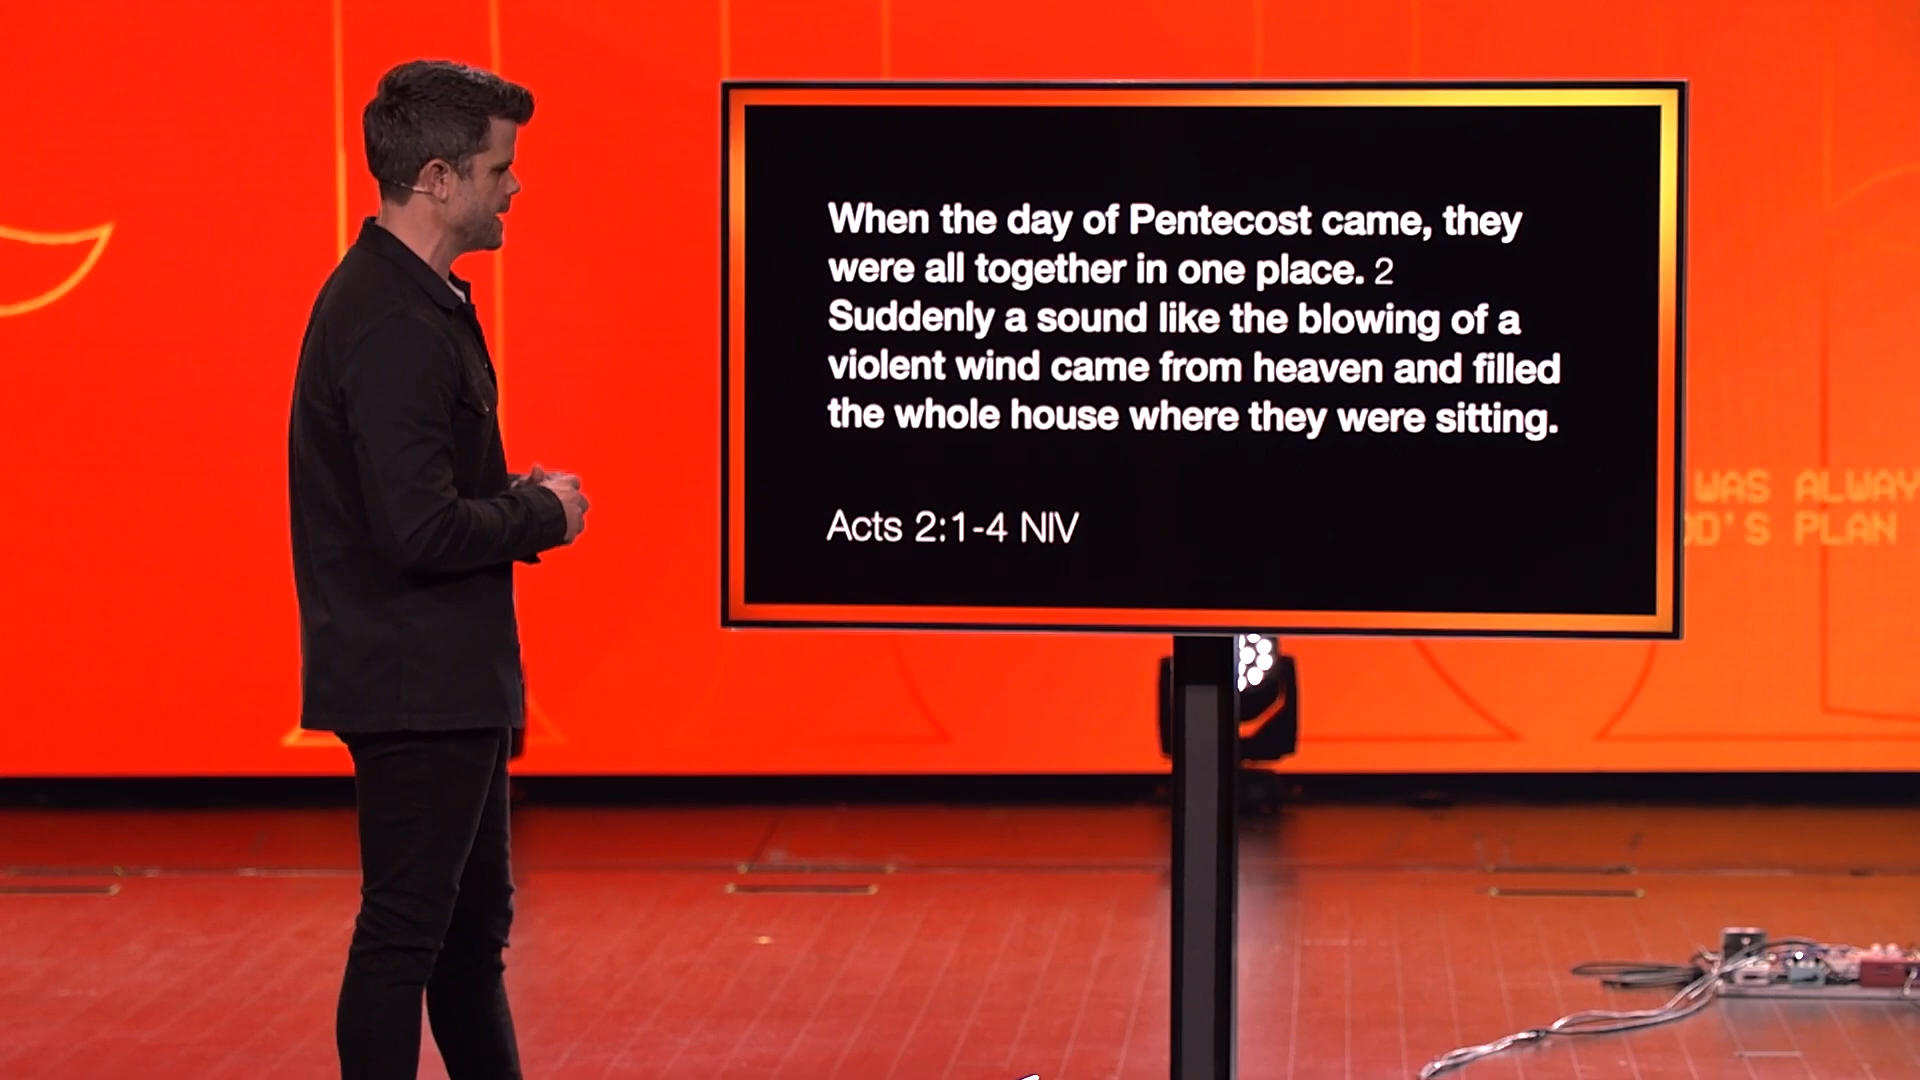 When the day of Pentecost came, they
were all together in one place. 2
Suddenly a sound like the blowing of a
violent wind came from heaven and filled
the whole house where they were sitting.
Acts 2:1-4 NIV
WAS
PLAN